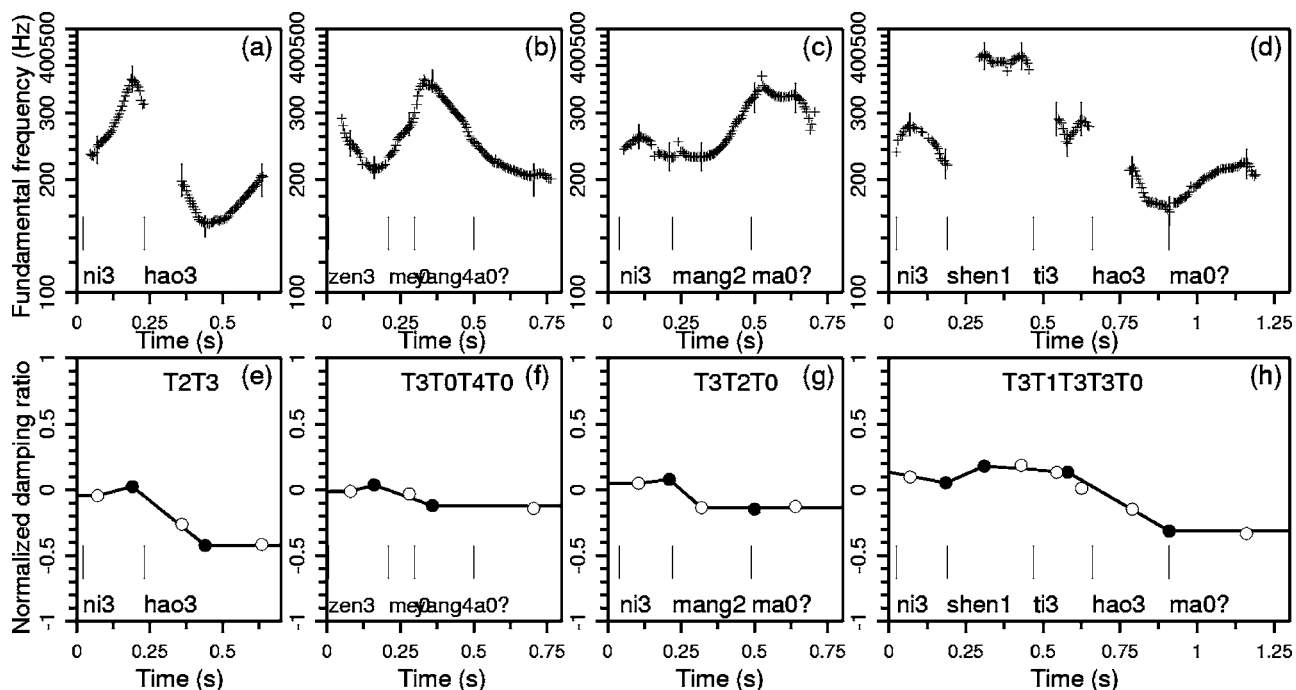 Fundamental frequency (Hz)
100 200 300 400 500
(a)
ni3 hao3
0 0.25 0.5
Time (s)
100 200 300 400 500
(b)
zen3 me0 yang4a0?
0 0.25 0.5 0.75
Time (s)
100 200 300 400 500
(c)
ni3 mang2 ma0?
0 0.25 0.5 0.75
Time (s)
100 200 300 400 500
(d)
ni3 shen1 ti3 hao3 ma0?
0 0.25 0.5 0.75 1 1.25
Time (s)
Normalized damping ratio
-1 -0.5 0 0.5 1
T2T3 (e)
ni3 hao3
0 0.25 0.5
Time (s)
-1 -0.5 0 0.5 1
T3T0T4T0 (f)
zen3 me0 yang4a0?
0 0.25 0.5 0.75
Time (s)
-1 -0.5 0 0.5 1
T3T2T0 (g)
ni3 mang2 ma0?
0 0.25 0.5 0.75
Time (s)
-1 -0.5 0 0.5 1
T3T1T3T3T0 (h)
ni3 shen1 ti3 hao3 ma0?
0 0.25 0.5 0.75 1 1.25
Time (s)